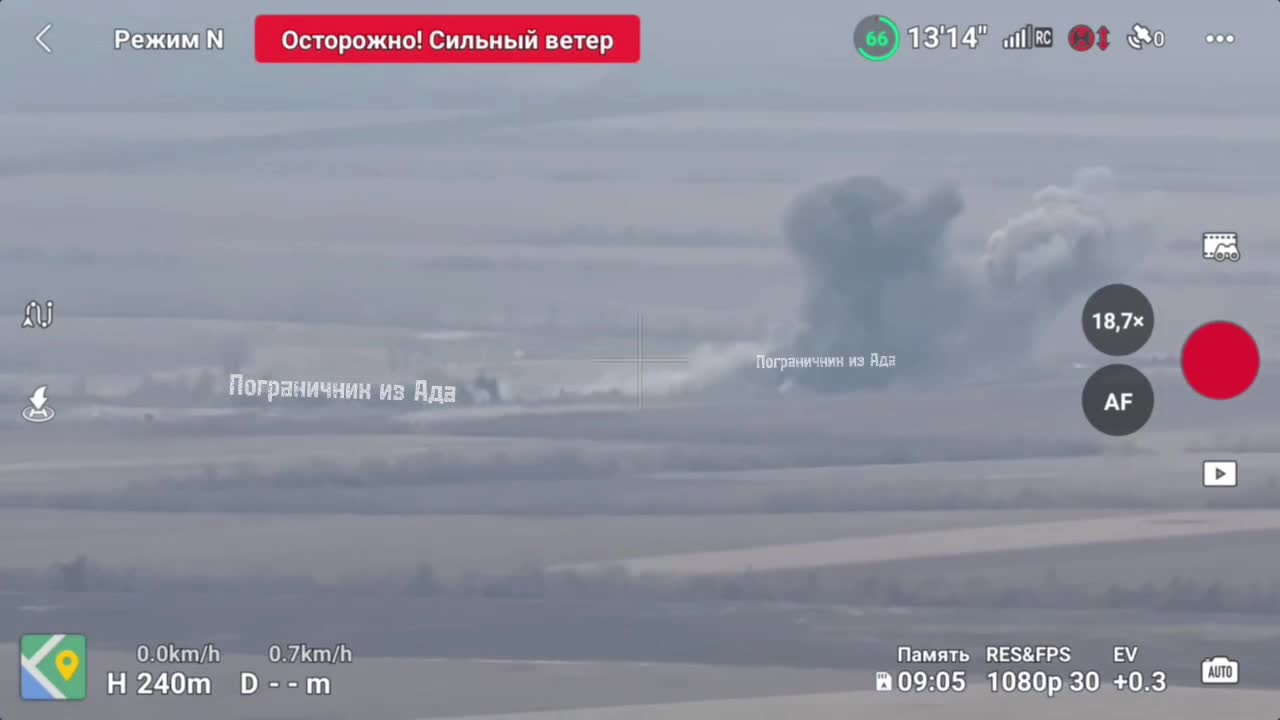 Режим N
Осторожно! Сильный ветер
66
13'14"
RC
0
18,7×
Пограничник из Ада
Пограничник из Ада
AF
0.0km/h 0.7km/h
H 240m D - - m
Память RES&FPS EV
09:05 1080p 30 +0.3
AUTO